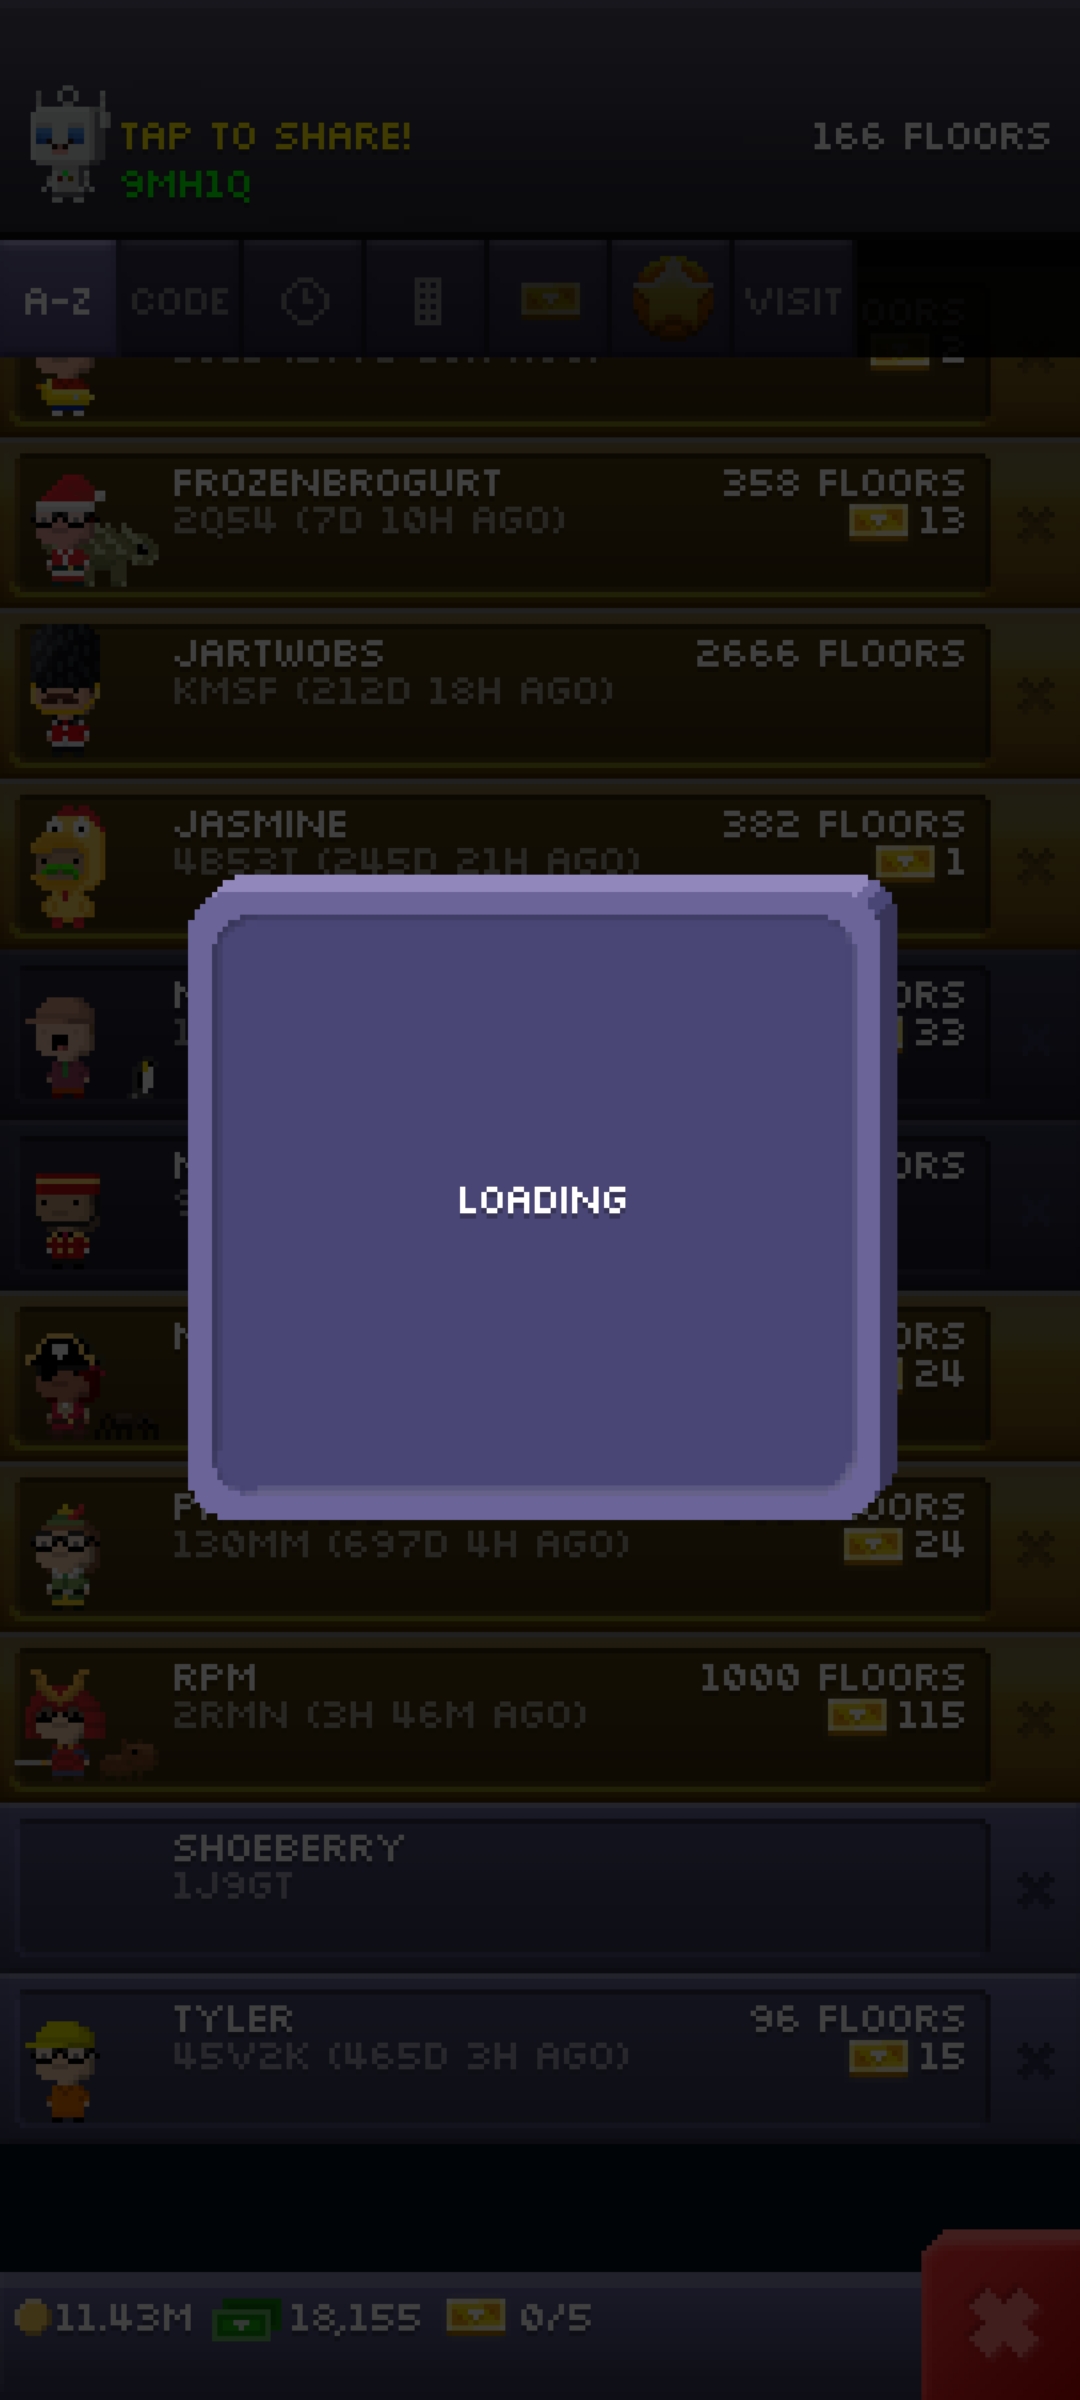 TAP TO SHARE!
166 FLOORS
9MH1Q
A-Z CODE VISIT
2
FROZENBROGURT 358 FLOORS
2Q54 (7D 10H AGO) 13
JARTWOBS 2666 FLOORS
KMSF (212D 18H AGO)
JASMINE 382 FLOORS
4B53T (245D 21H AGO) 1
33
LOADING
24
130MM (697D 4H AGO) 24
RPM 1000 FLOORS
2RMN (3H 46M AGO) 115
SHOEBERRY
1J9GT
TYLER 96 FLOORS
45V2K (465D 3H AGO) 15
11.43M 18,155 0/5